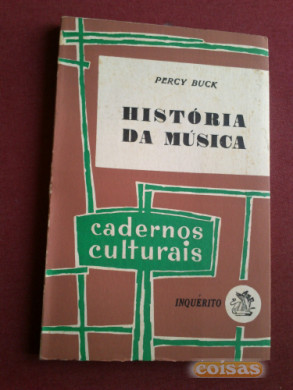 PERCY BUCK
HISTÓRIA
DA MÚSICA
cadernos
culturais
INQUÉRITO
coisas